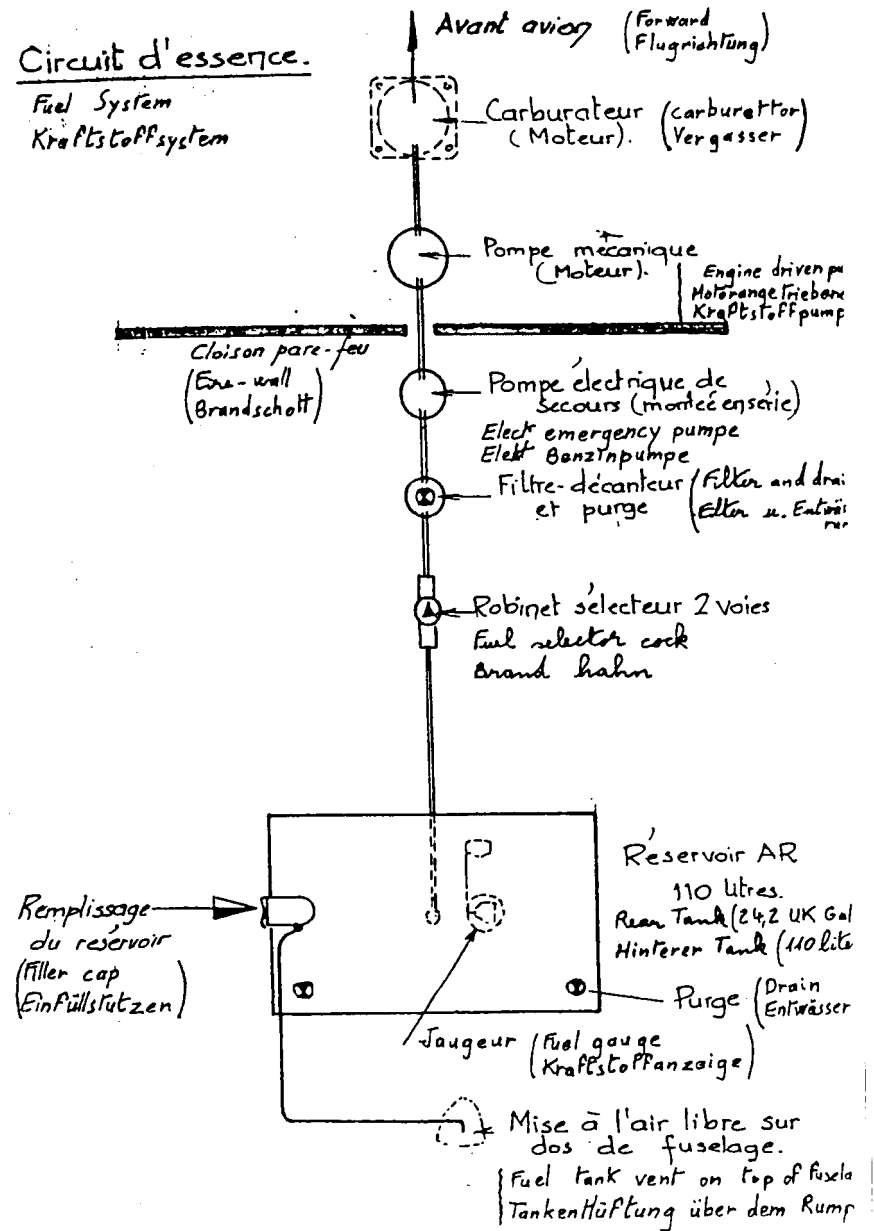 Circuit d'essence.
Fuel System
Kraftstoffsystem
Avant avion (Forward
Flugrichtung)
Carburateur (carburettor
(Moteur). Vergasser)
Pompe mécanique
(Moteur).
Engine driven pu
Motorangetriebene
Kraftstoffpump
Cloison pare-feu
(Fire-wall
Brandschott)
Pompe électrique de
secours (montée en série)
Elect emergency pumpe
Elekt Benzinpumpe
Filtre-décanteur (Filter and drai
et purge Filter u. Entwäs
run
Robinet sélecteur 2 voies
Fuel selector cock
Brand hahn
Réservoir AR
110 litres.
Rear Tank (24,2 UK Gal
Hinterer Tank (110 lite
Remplissage
du reservoir
(Filler cap
Einfüllstutzen)
Purge (Drain
Entwässer
Jaugeur (Fuel gauge
Kraftstoffanzaige)
Mise à l'air libre sur
dos de fuselage.
Fuel tank vent on top of fusela
Tankentlüftung über dem Rump